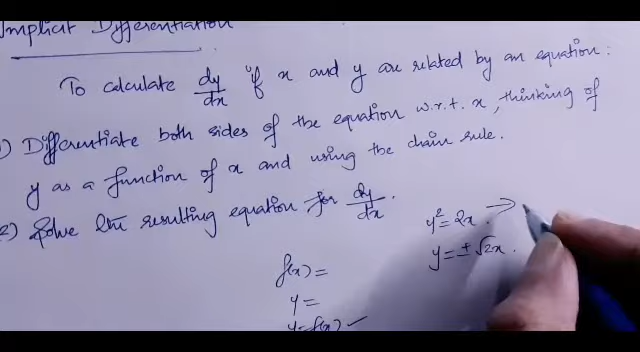 Implicit Differentiation
To calculate dy/dx if x and y are related by an equation:
1) Differentiate both sides of the equation w.r.t. x, thinking of
y as a function of x and using the chain rule.
2) Solve the resulting equation for dy/dx.
y² = 2x. →
y = ±√2x.
f(x) =
y =
y = f(x) ✓